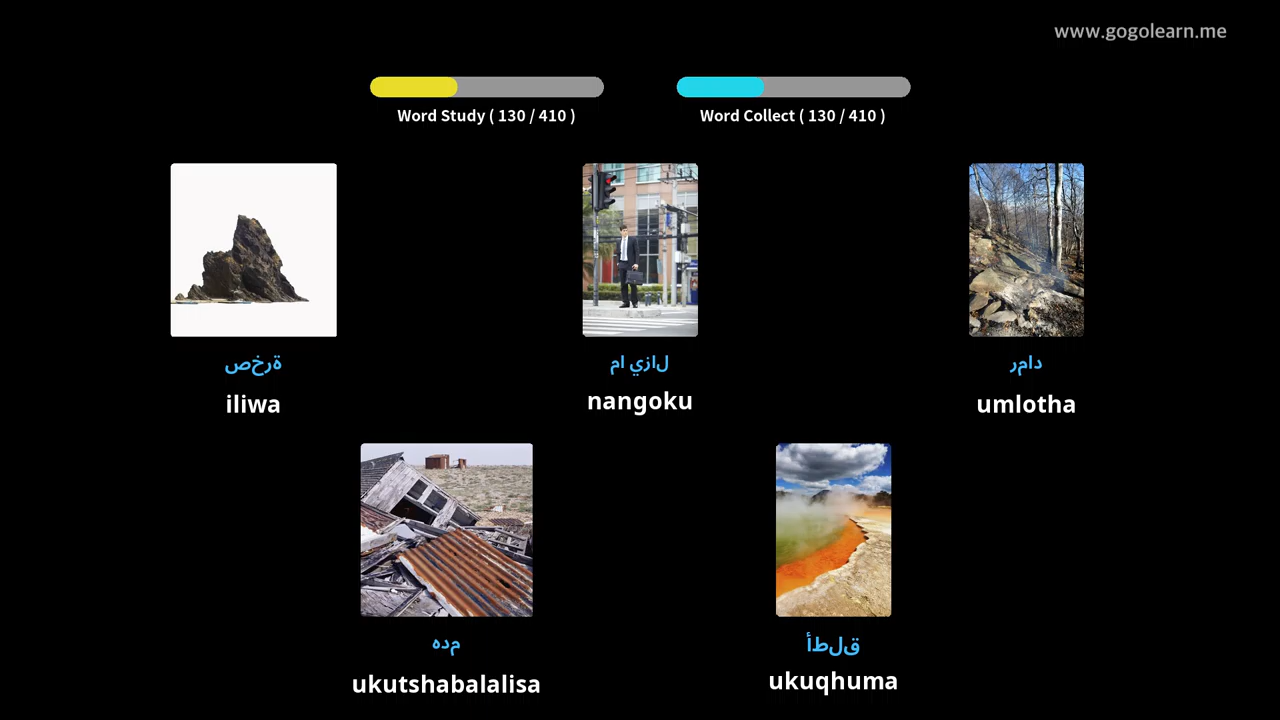 www.gogolearn.me
Word Study ( 130 / 410 )
Word Collect ( 130 / 410 )
ةرخص
iliwa
لازي ام
nangoku
دامر
umlotha
مده
ukutshabalalisa
قلطأ
ukuqhuma